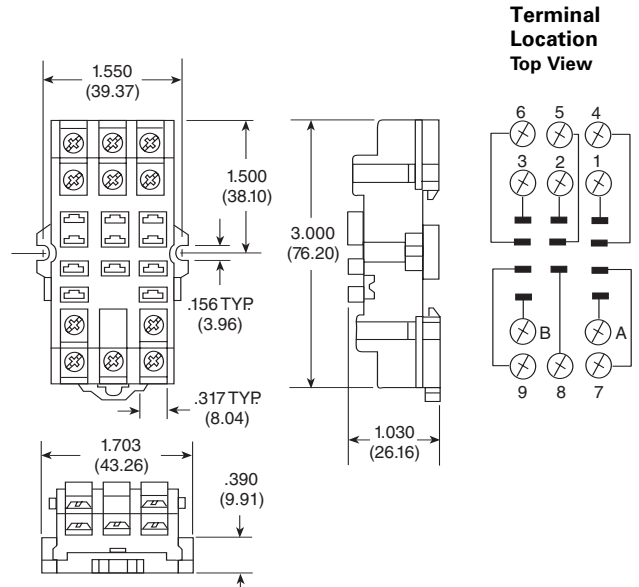 Terminal
Location
Top View
1.550
(39.37)
1.500
(38.10)
.156 TYP.
(3.96)
.317 TYP.
(8.04)
3.000
(76.20)
1.030
(26.16)
1.703
(43.26)
.390
(9.91)
6 5 4
3 2 1
B A
9 8 7